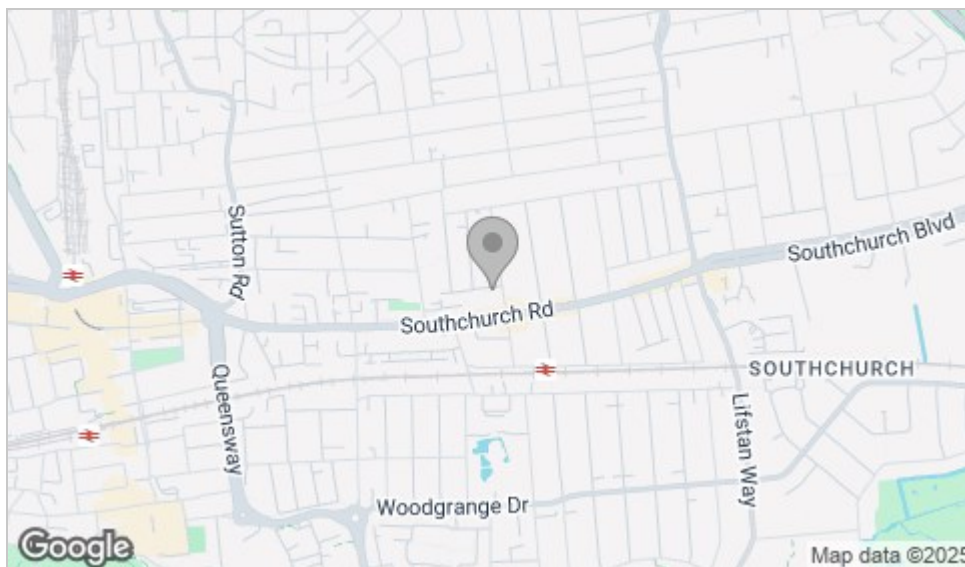 Sutton Rd
Southchurch Blvd
Southchurch Rd
SOUTHCHURCH
Queensway
Lifstan Way
Woodgrange Dr
Google
Map data ©2025